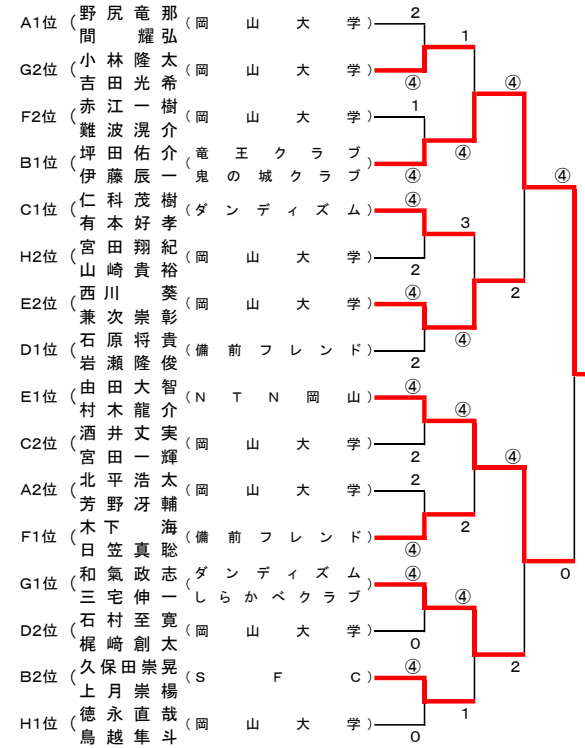 A1位 (野尻竜那 (岡山大学) 2
間耀弘
1
G2位 (小林隆太 (岡山大学) ④
吉田光希
④
F2位 (赤江一樹 (岡山大学) 1
難波滉介
④
B1位 (坪田佑介 (竜王クラブ ④
伊藤辰一 鬼の城クラブ)
④
C1位 (仁科茂樹 (ダンディズム) ④
有本好孝
3
H2位 (宮田翔紀 (岡山大学) 2
山崎貴裕
2
E2位 (西川葵 (岡山大学) ④
兼次崇彰
④
D1位 (石原将貴 (備前フレンド) 2
岩瀬隆俊
E1位 (由田大智 (NTN岡山) ④
村木龍介
④
C2位 (酒井丈実 (岡山大学) 2
宮田一輝
④
A2位 (北平浩太 (岡山大学) 2
芳野冴輔
2
F1位 (木下海 (備前フレンド) ④
日笠真聡
0
G1位 (和氣政志 (ダンディズム ④
三宅伸一 しらかべクラブ)
④
D2位 (石村至寛 (岡山大学) 0
梶﨑創太
2
B2位 (久保田崇晃 (SFC) ④
上月崇楊
1
H1位 (徳永直哉 (岡山大学) 0
鳥越隼斗